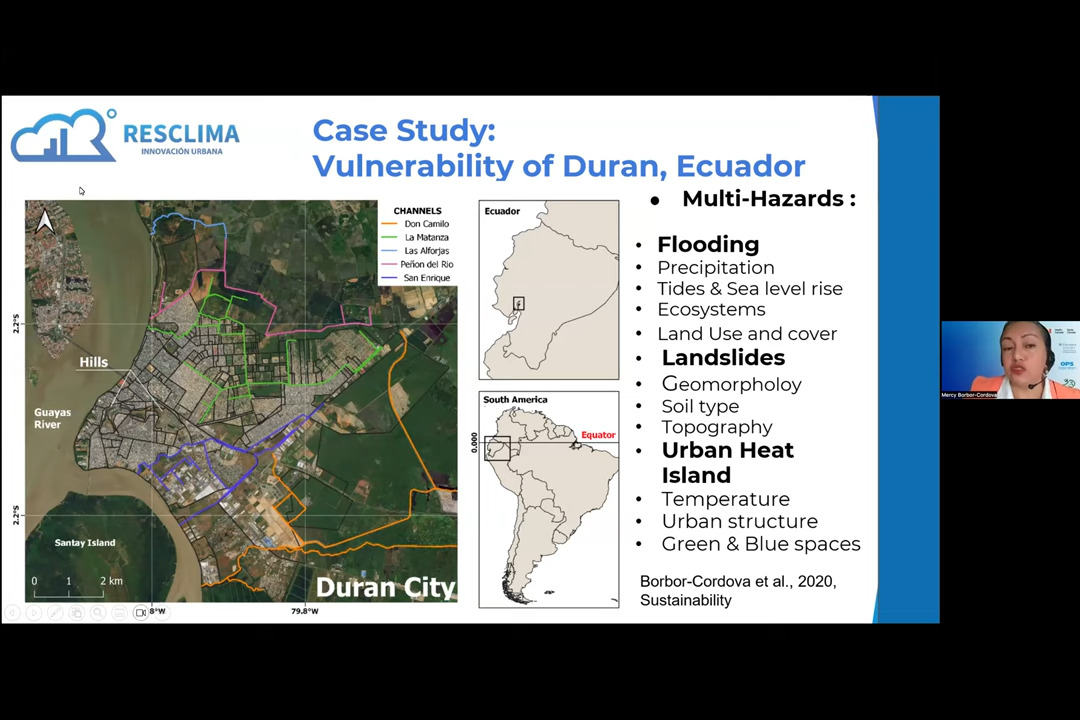 RESCLIMA
INNOVACIÓN URBANA
Case Study:
Vulnerability of Duran, Ecuador
CHANNELS
Don Camilo
La Matanza
Las Alforjas
Peñon del Rio
San Enrique
2.2°S
Hills
Guayas
River
2.2°S
Santay Island
0 1 2 km
Duran City
8°W
79.8°W
Ecuador
South America
0.000
Equator
● Multi-Hazards :
• Flooding
• Precipitation
• Tides & Sea level rise
• Ecosystems
• Land Use and cover
• Landslides
• Geomorpholoy
• Soil type
• Topography
• Urban Heat
Island
• Temperature
• Urban structure
• Green & Blue spaces
Borbor-Cordova et al., 2020,
Sustainability
OPS
Mercy Borbor-Cordova